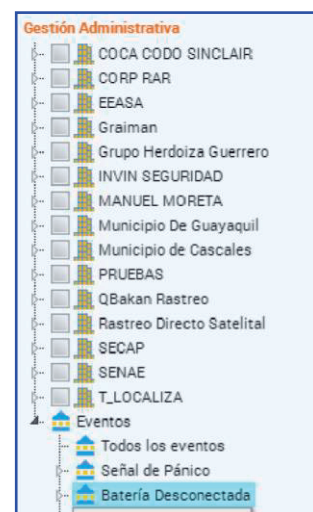 Gestión Administrativa
COCA CODO SINCLAIR
CORP RAR
EEASA
Graiman
Grupo Herdoiza Guerrero
INVIN SEGURIDAD
MANUEL MORETA
Municipio De Guayaquil
Municipio de Cascales
PRUEBAS
QBakan Rastreo
Rastreo Directo Satelital
SECAP
SENAE
T_LOCALIZA
Eventos
Todos los eventos
Señal de Pánico
Batería Desconectada